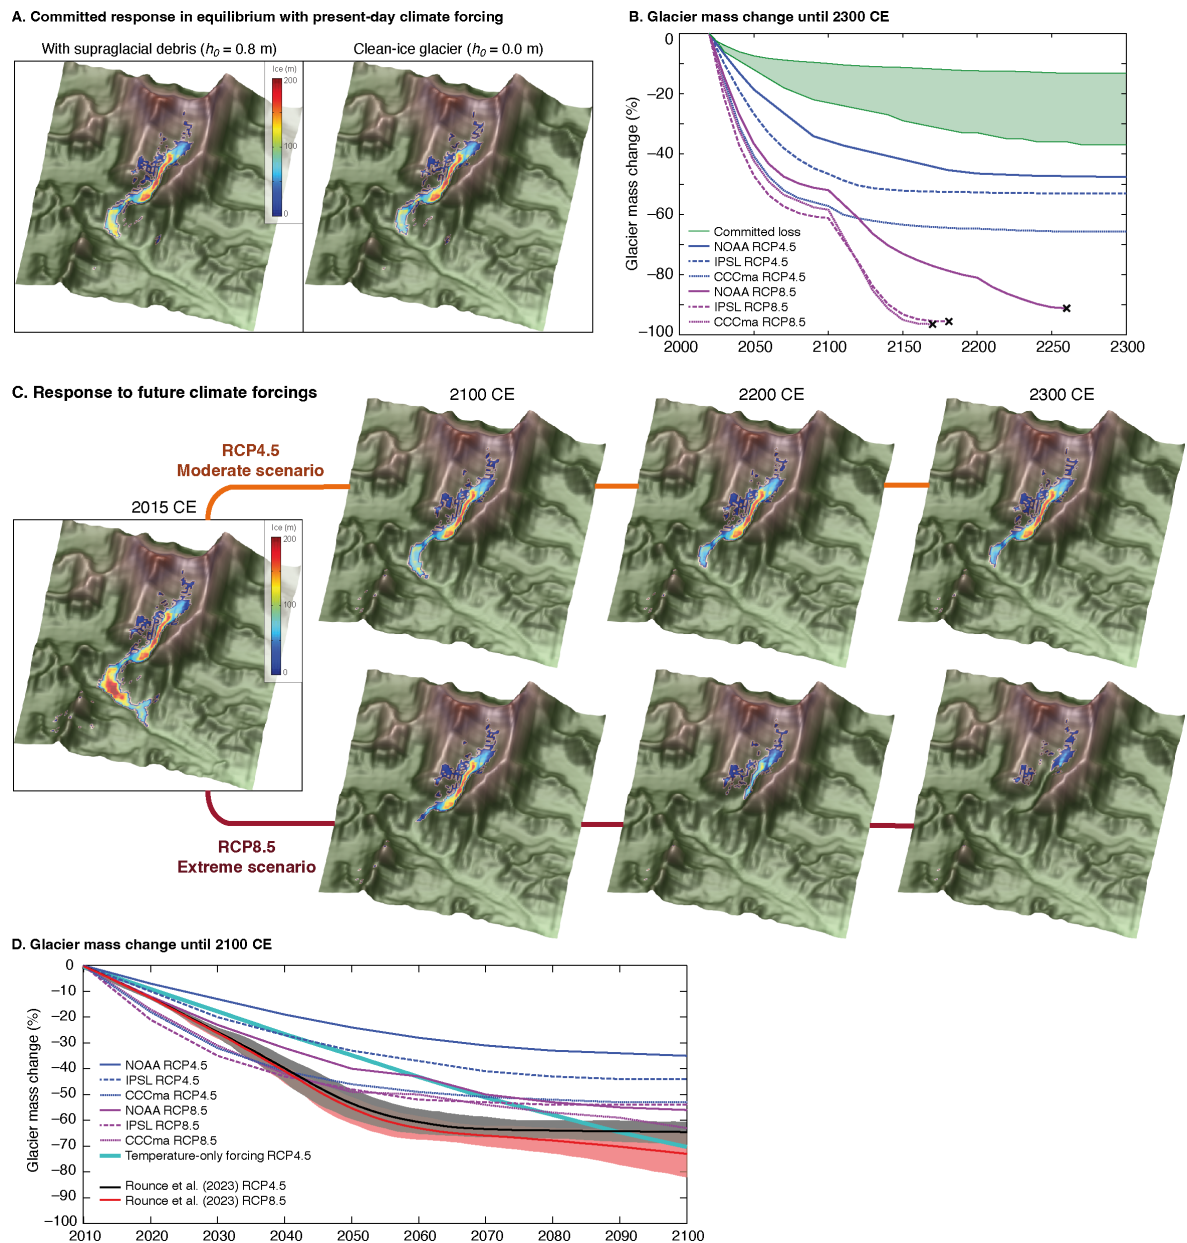 A. Committed response in equilibrium with present-day climate forcing
With supraglacial debris (h0 = 0.8 m)
Clean-ice glacier (h0 = 0.0 m)
Ice (m)
200
100
0
B. Glacier mass change until 2300 CE
Glacier mass change (%)
0
−20
−40
−60
−80
−100
Committed loss
NOAA RCP4.5
IPSL RCP4.5
CCCma RCP4.5
NOAA RCP8.5
IPSL RCP8.5
CCCma RCP8.5
2000 2050 2100 2150 2200 2250 2300
C. Response to future climate forcings
2100 CE
2200 CE
2300 CE
RCP4.5
Moderate scenario
2015 CE
Ice (m)
200
100
0
RCP8.5
Extreme scenario
D. Glacier mass change until 2100 CE
Glacier mass change (%)
0
−10
−20
−30
−40
−50
−60
−70
−80
−90
−100
NOAA RCP4.5
IPSL RCP4.5
CCCma RCP4.5
NOAA RCP8.5
IPSL RCP8.5
CCCma RCP8.5
Temperature-only forcing RCP4.5
Rounce et al. (2023) RCP4.5
Rounce et al. (2023) RCP8.5
2010 2020 2030 2040 2050 2060 2070 2080 2090 2100